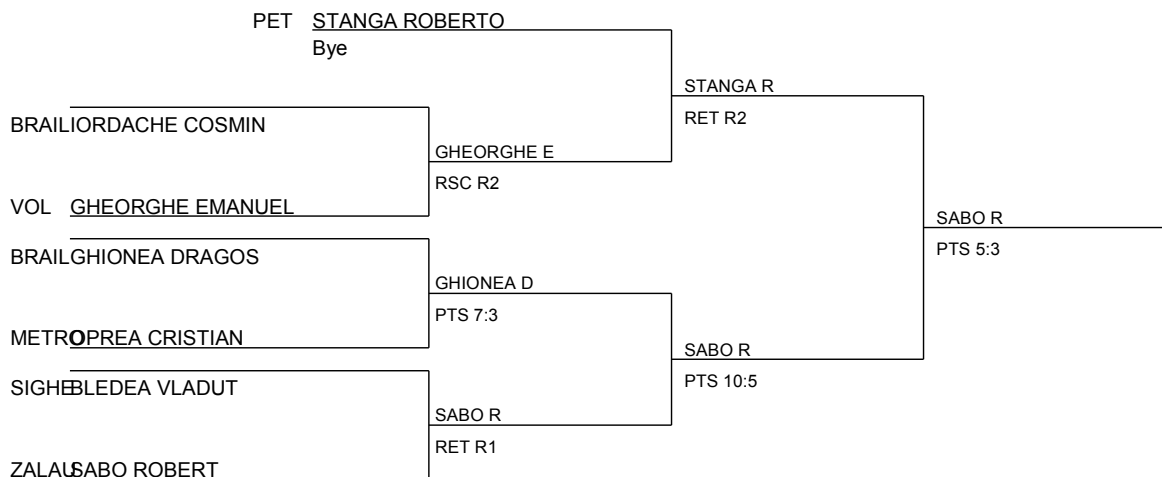 PET STANGA ROBERTO
Bye
STANGA R
RET R2
BRAILIORDACHE COSMIN
GHEORGHE E
RSC R2
VOL GHEORGHE EMANUEL
SABO R
PTS 5:3
BRAILGHIONEA DRAGOS
GHIONEA D
PTS 7:3
METROOPREA CRISTIAN
SABO R
PTS 10:5
SIGHEBLEDEA VLADUT
SABO R
RET R1
ZALAUSABO ROBERT